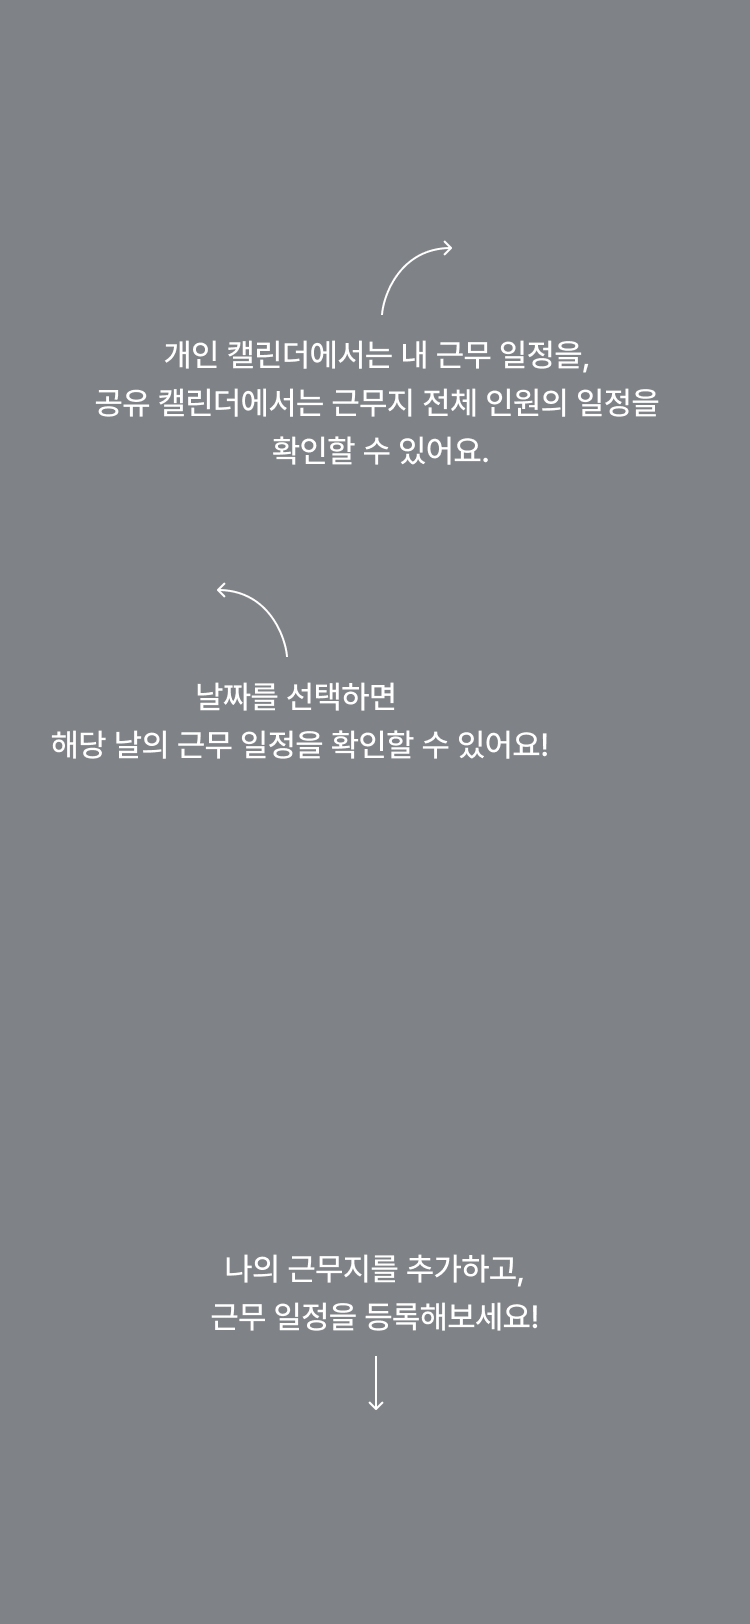 개인 캘린더에서는 내 근무 일정을,
공유 캘린더에서는 근무지 전체 인원의 일정을
확인할 수 있어요.
날짜를 선택하면
해당 날의 근무 일정을 확인할 수 있어요!
나의 근무지를 추가하고,
근무 일정을 등록해보세요!